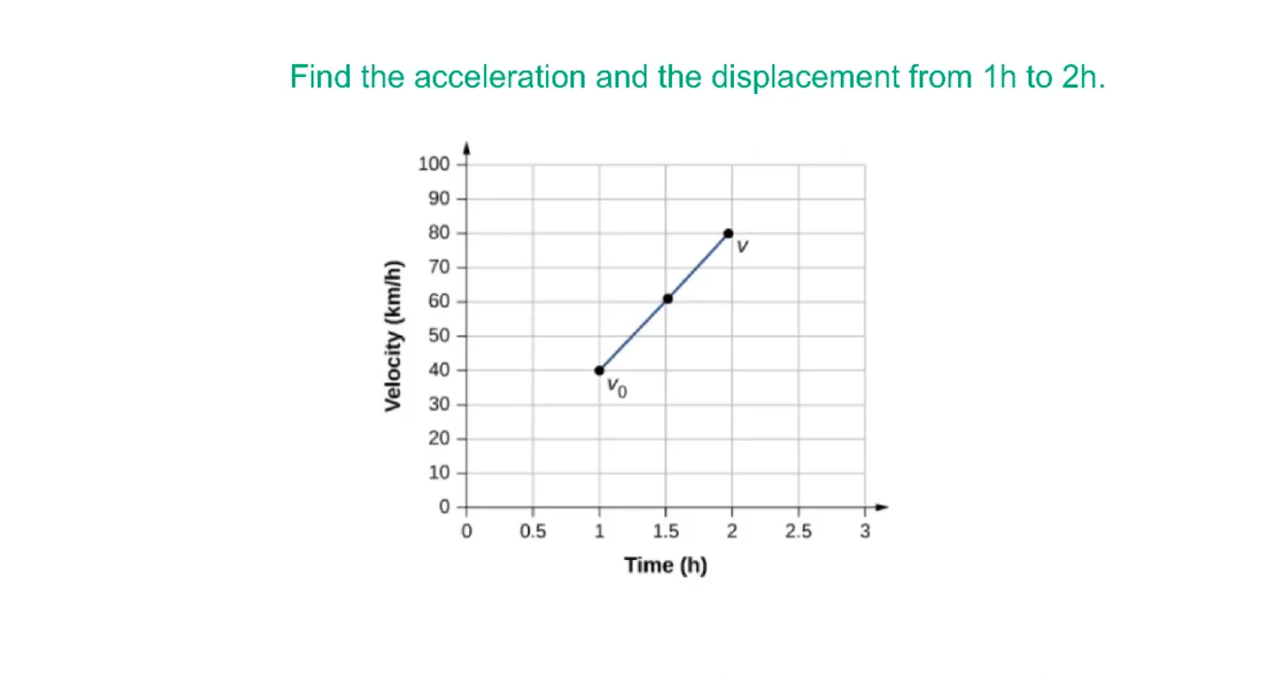 Find the acceleration and the displacement from 1h to 2h.
100
90
80
70
60
50
40
30
20
10
0
Velocity (km/h)
v
v0
0 0.5 1 1.5 2 2.5 3
Time (h)